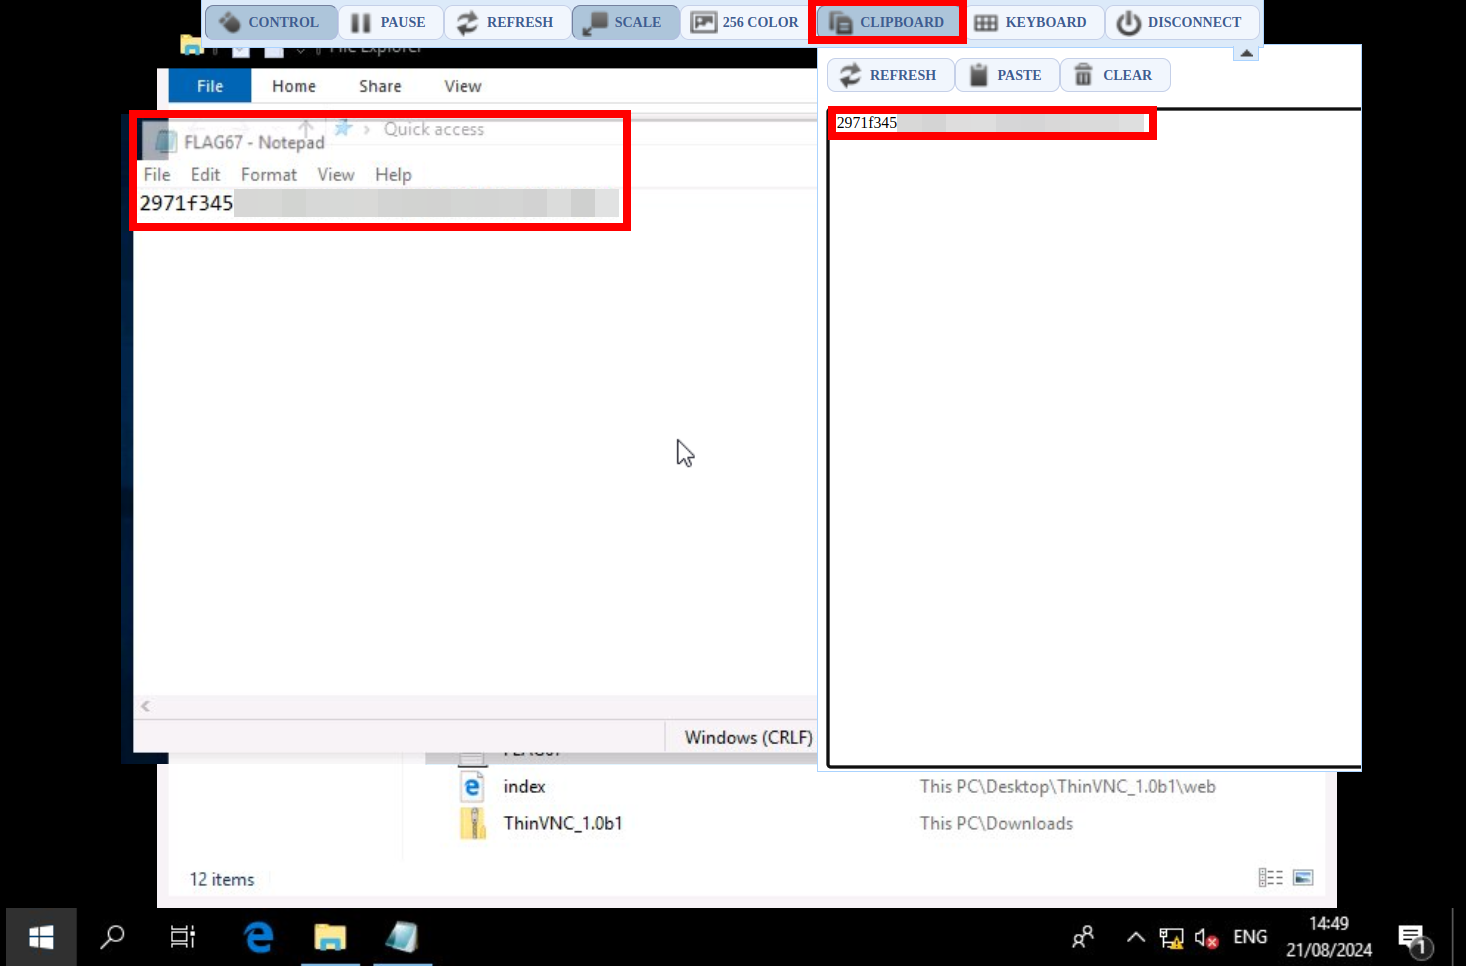 CONTROL PAUSE REFRESH SCALE 256 COLOR CLIPBOARD KEYBOARD DISCONNECT
File Explorer
REFRESH PASTE CLEAR
File Home Share View
Quick access
FLAG67 - Notepad
File Edit Format View Help
2971f345
2971f345
Windows (CRLF)
FLAG67
index This PC\Desktop\ThinVNC_1.0b1\web
ThinVNC_1.0b1 This PC\Downloads
12 items
ENG
14:49
21/08/2024
1